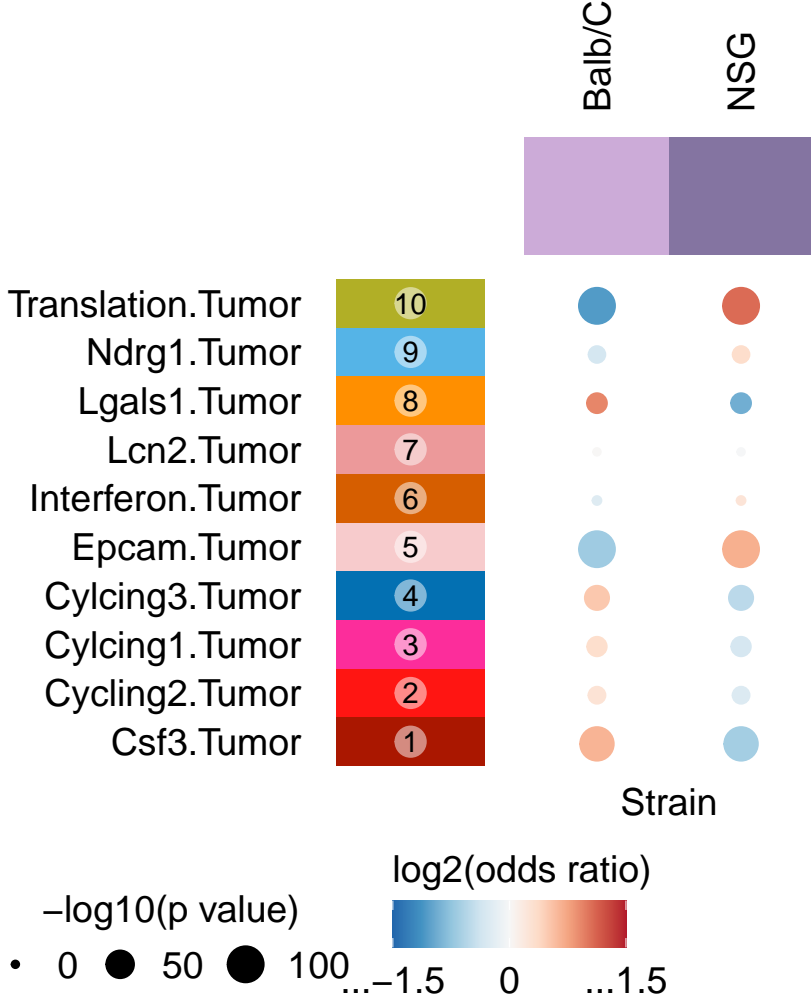 Balb/C
NSG
Translation.Tumor 10
Ndrg1.Tumor 9
Lgals1.Tumor 8
Lcn2.Tumor 7
Interferon.Tumor 6
Epcam.Tumor 5
Cylcing3.Tumor 4
Cylcing1.Tumor 3
Cycling2.Tumor 2
Csf3.Tumor 1
Strain
−log10(p value)
0 50 100
log2(odds ratio)
...−1.5 0 ...1.5